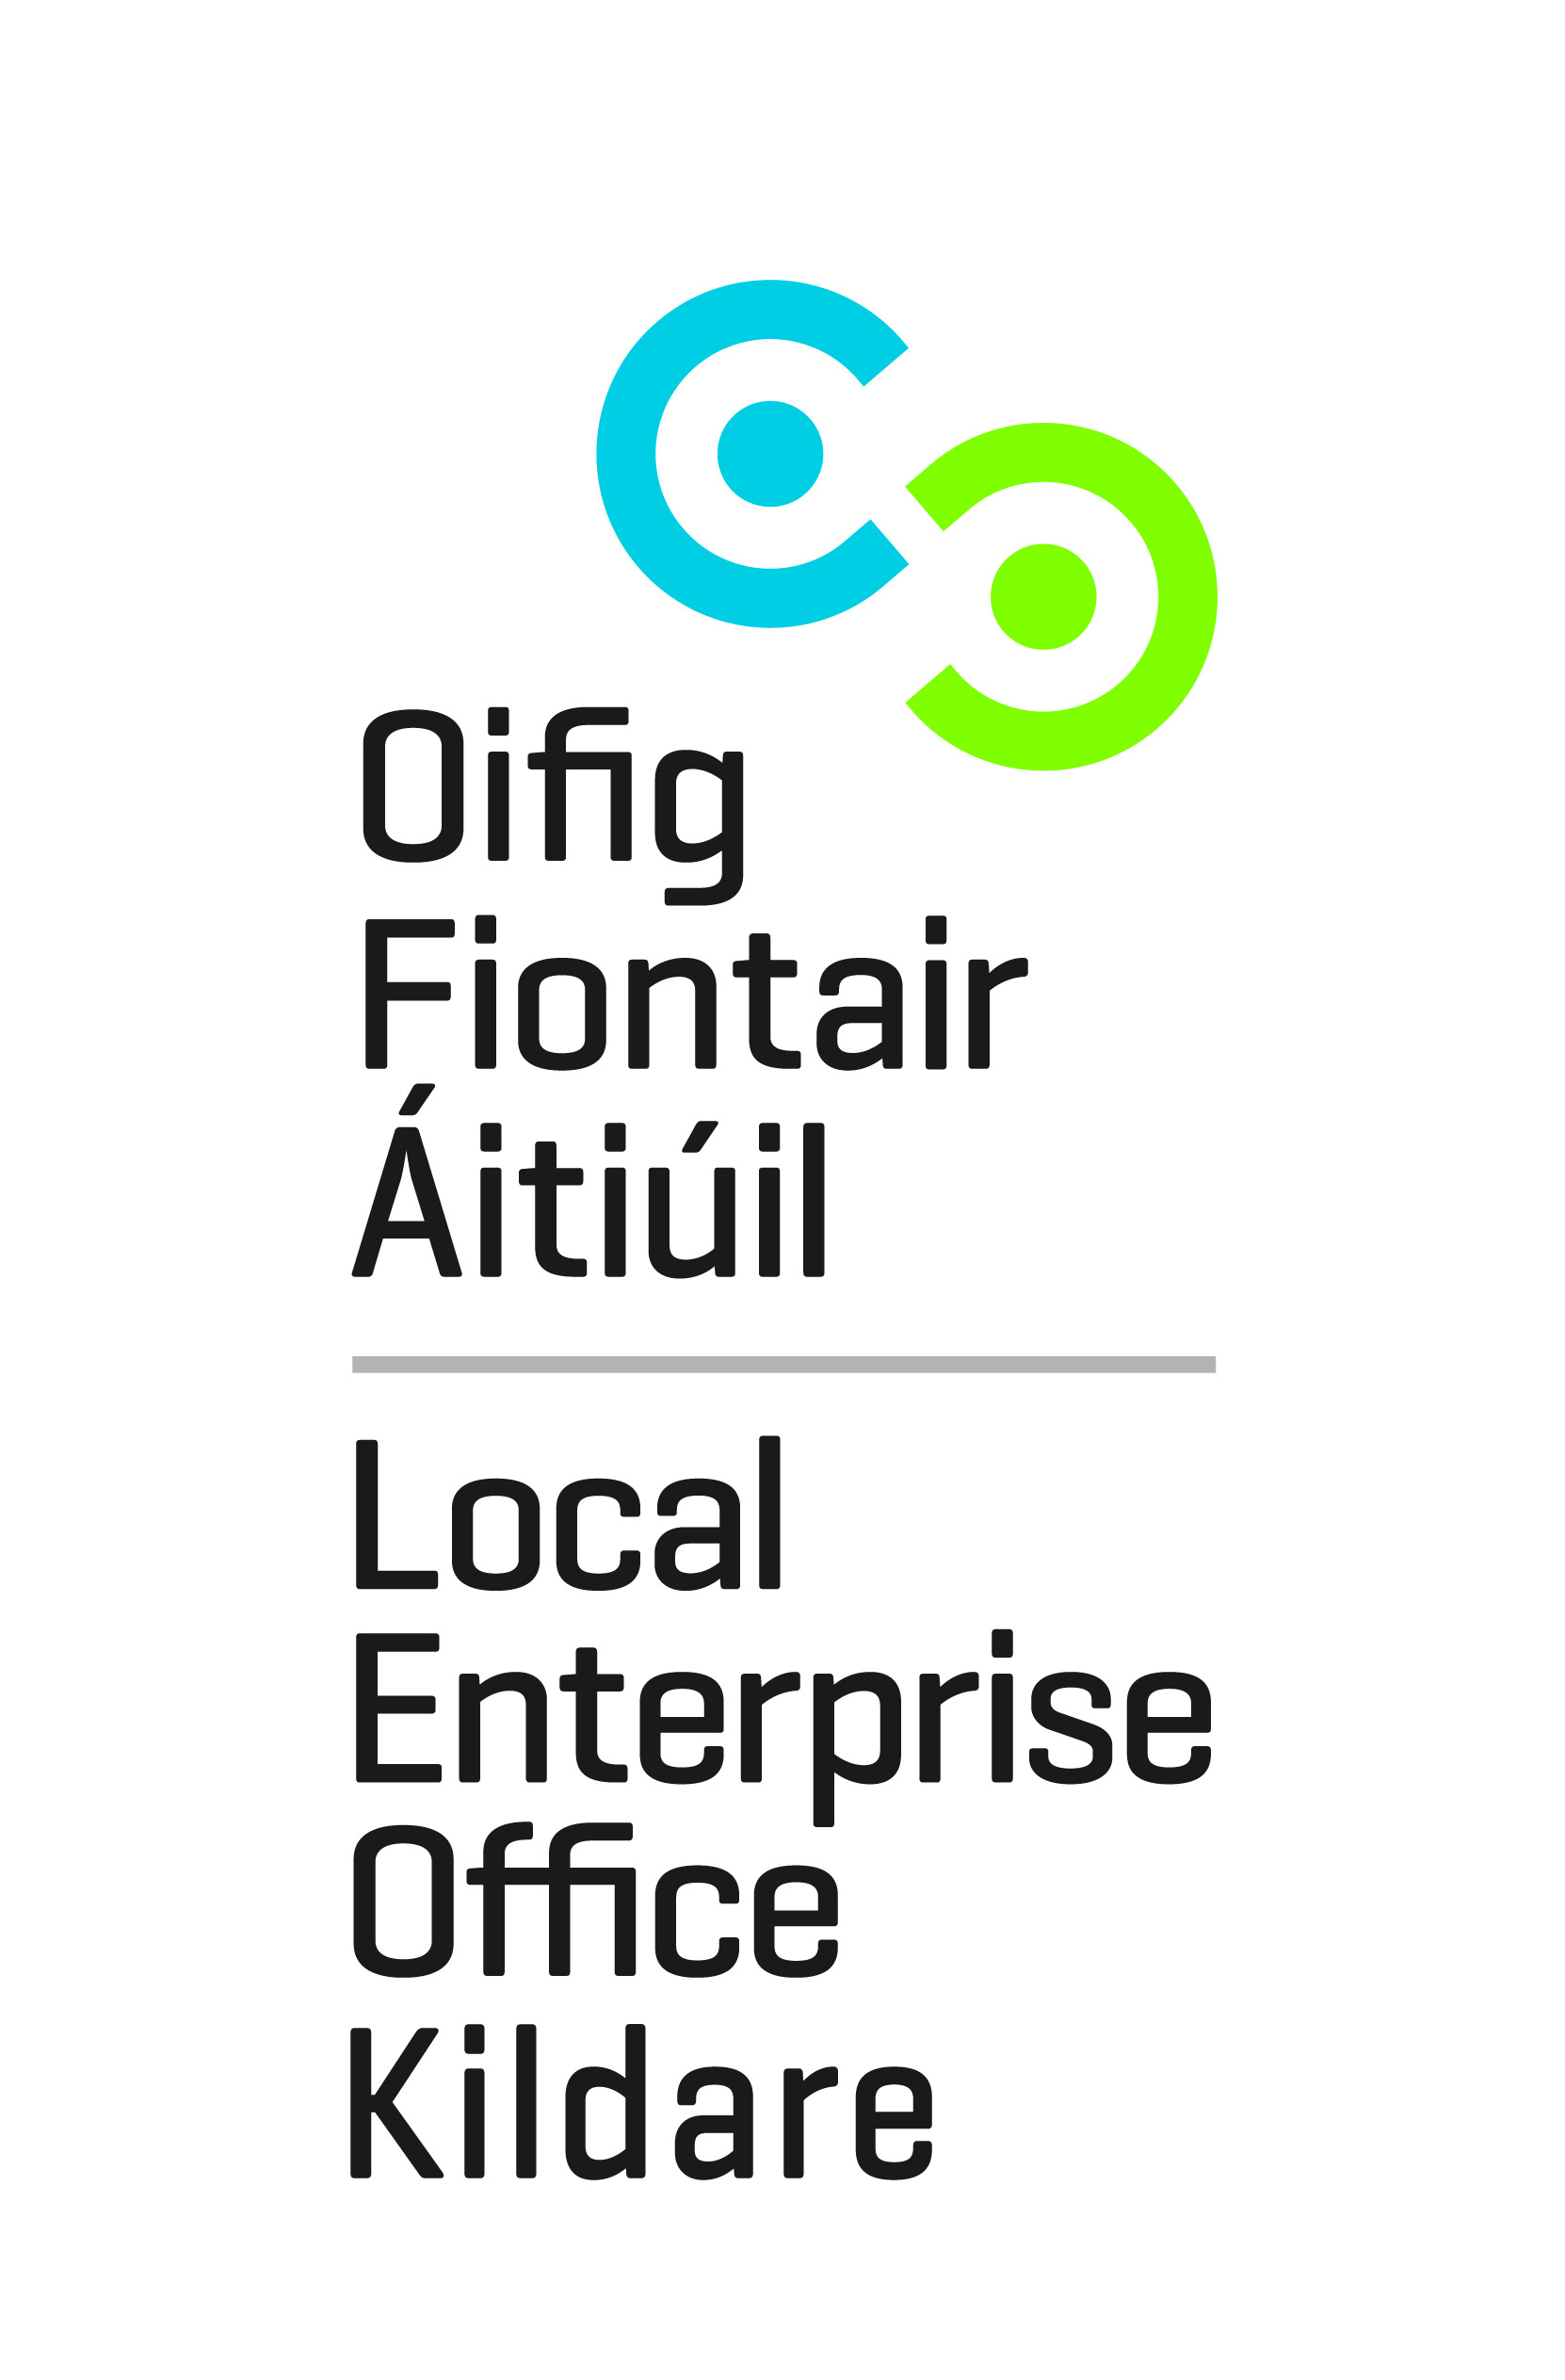 Oifig
Fiontair
Áitiúil
Local
Enterprise
Office
Kildare